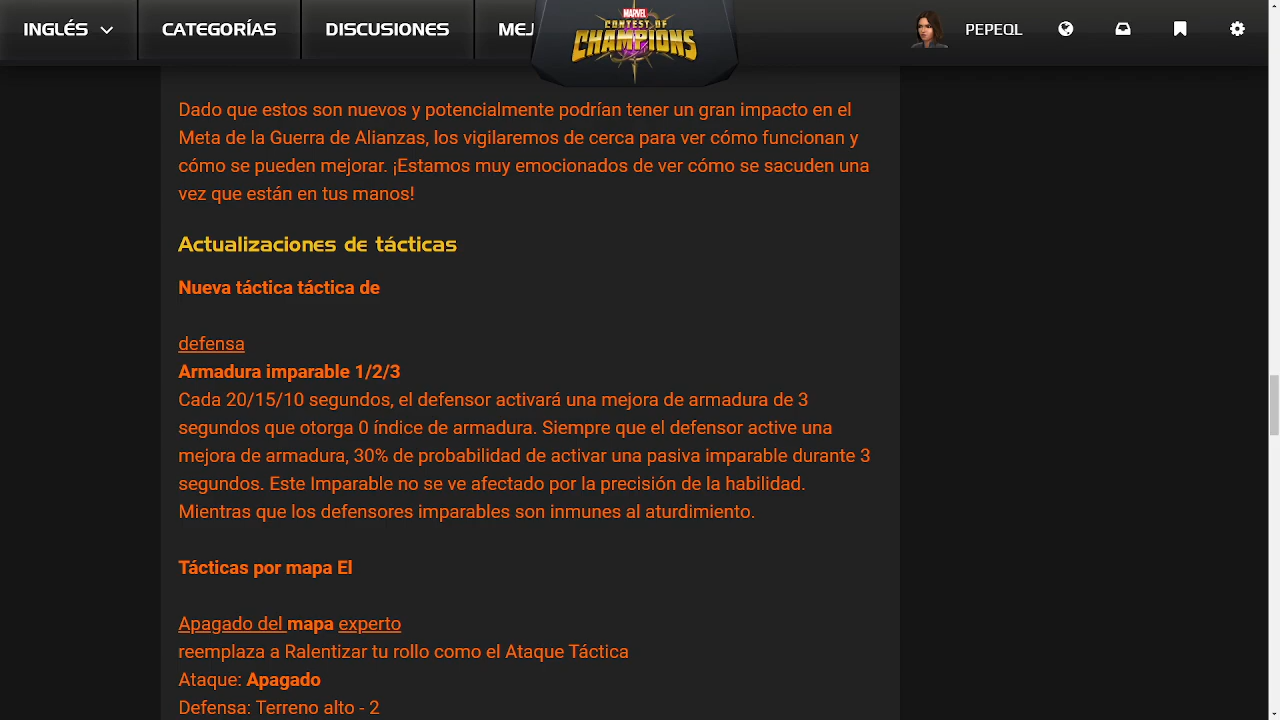 INGLÉS
CATEGORÍAS
DISCUSIONES
MEJ
MARVEL
CONTEST OF
CHAMPIONS
PEPEQL
Dado que estos son nuevos y potencialmente podrían tener un gran impacto en el
Meta de la Guerra de Alianzas, los vigilaremos de cerca para ver cómo funcionan y
cómo se pueden mejorar. ¡Estamos muy emocionados de ver cómo se sacuden una
vez que están en tus manos!
Actualizaciones de tácticas
Nueva táctica táctica de
defensa
Armadura imparable 1/2/3
Cada 20/15/10 segundos, el defensor activará una mejora de armadura de 3
segundos que otorga 0 índice de armadura. Siempre que el defensor active una
mejora de armadura, 30% de probabilidad de activar una pasiva imparable durante 3
segundos. Este Imparable no se ve afectado por la precisión de la habilidad.
Mientras que los defensores imparables son inmunes al aturdimiento.
Tácticas por mapa El
Apagado del mapa experto
reemplaza a Ralentizar tu rollo como el Ataque Táctica
Ataque: Apagado
Defensa: Terreno alto - 2